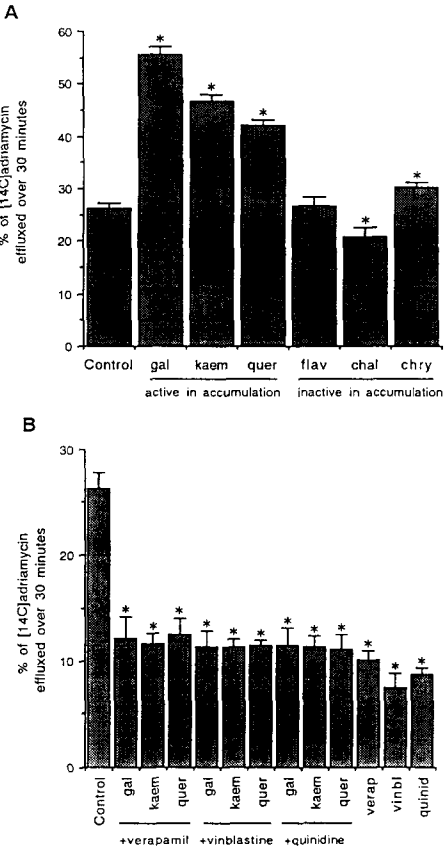 A
% of [14C]adriamycin
effluxed over 30 minutes
60
50
40
30
20
10
0
* * * * *
Control gal kaem quer flav chal chry
active in accumulation inactive in accumulation
B
% of [14C]adriamycin
effluxed over 30 minutes
30
20
10
0
* * * * * * * * * * * *
Control gal kaem quer gal kaem quer gal kaem quer verap vinbl quinid
+verapamil +vinblastine +quinidine